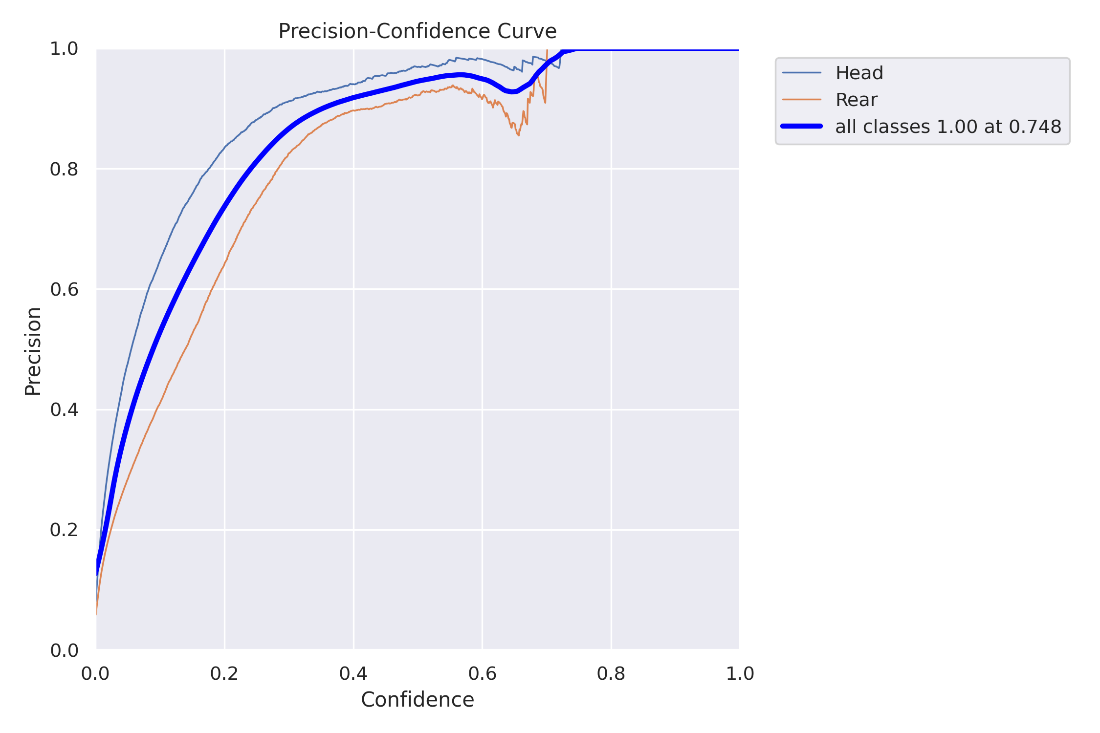 Precision-Confidence Curve
1.0
0.8
0.6
0.4
0.2
0.0
Precision
0.0 0.2 0.4 0.6 0.8 1.0
Confidence
Head
Rear
all classes 1.00 at 0.748